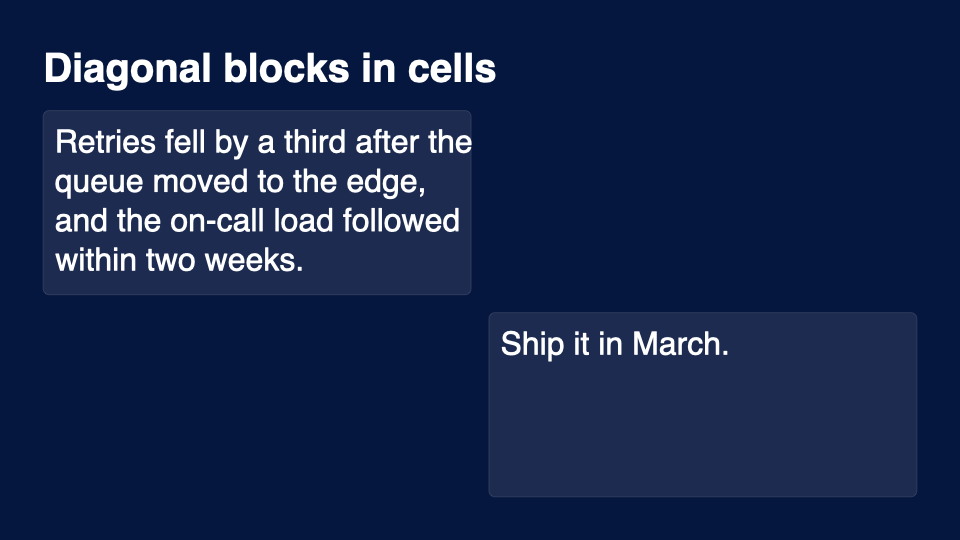 Diagonal blocks in cells
Retries fell by a third after the
queue moved to the edge,
and the on-call load followed
within two weeks.
Ship it in March.